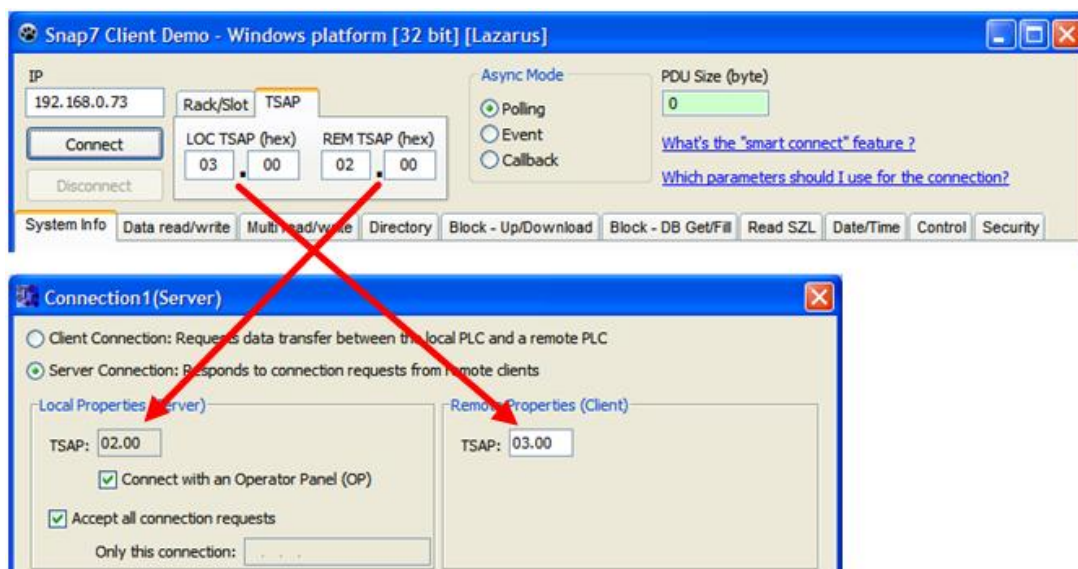 Snap7 Client Demo - Windows platform [32 bit] [Lazarus]
IP
192.168.0.73
Connect
Disconnect
Rack/Slot TSAP
LOC TSAP (hex) REM TSAP (hex)
03 . 00 02 . 00
Async Mode
Polling
Event
Callback
PDU Size (byte)
0
What's the "smart connect" feature ?
Which parameters should I use for the connection?
System Info Data read/write Multi read/write Directory Block - Up/Download Block - DB Get/Fill Read SZL Date/Time Control Security
Connection1(Server)
Client Connection: Requests data transfer between the local PLC and a remote PLC
Server Connection: Responds to connection requests from remote clients
Local Properties (Server)
TSAP: 02.00
Connect with an Operator Panel (OP)
Accept all connection requests
Only this connection: . . .
Remote Properties (Client)
TSAP: 03.00